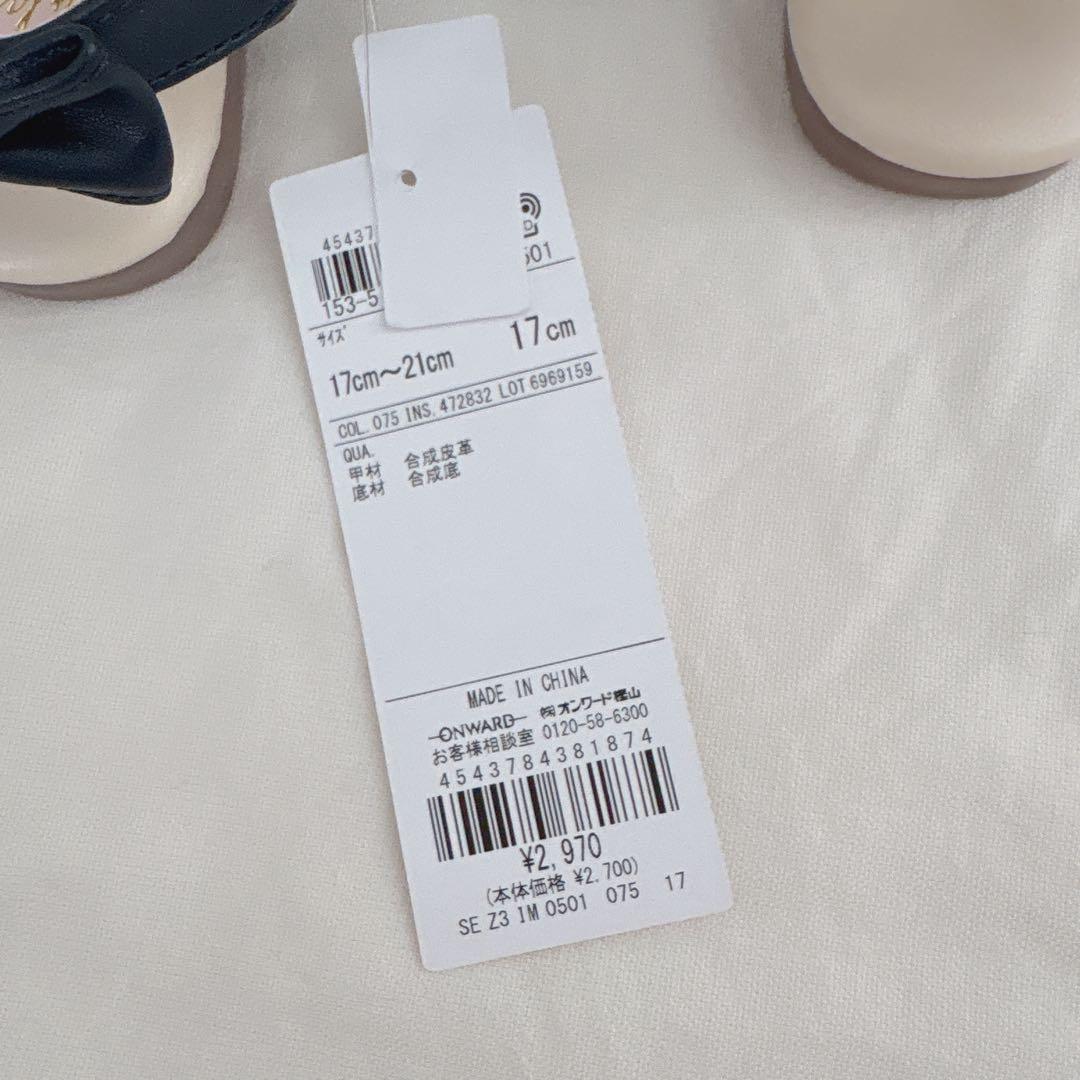 45437
501
153-5
サイズ
17cm
17cm~21cm
COL. 075 INS. 472832 LOT 6969159
QUA.
甲材 合成皮革
底材 合成底
MADE IN CHINA
ONWARD ㈱オンワード樫山
お客様相談室 0120-58-6300
4543784381874
¥2,970
(本体価格 ¥2,700)
SE Z3 IM 0501 075 17